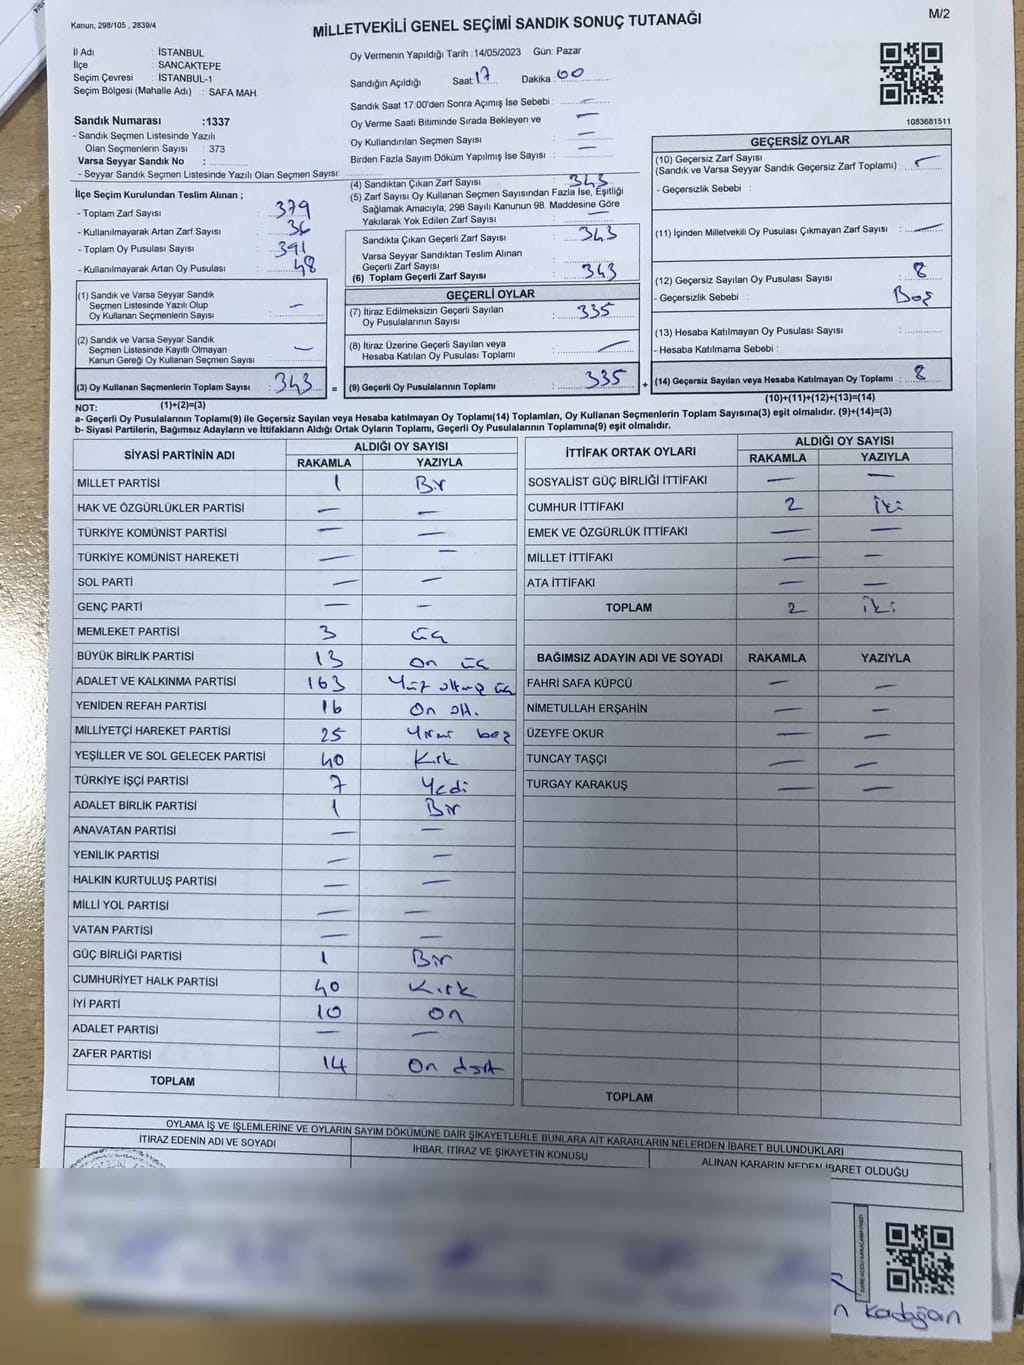 Kanun, 298/105 , 2839/4
MİLLETVEKİLİ GENEL SEÇİMİ SANDIK SONUÇ TUTANAĞI
M/2
İl Adı : İSTANBUL
İlçe : SANCAKTEPE
Seçim Çevresi : İSTANBUL-1
Seçim Bölgesi (Mahalle Adı) : SAFA MAH.
Oy Vermenin Yapıldığı Tarih :14/05/2023 Gün: Pazar
Sandığın Açıldığı Saat: 17 Dakika : 00
Sandık Saat 17:00'den Sonra Açımış İse Sebebi : —
Oy Verme Saati Bitiminde Sırada Bekleyen ve
Oy Kullandırılan Seçmen Sayısı : —
Birden Fazla Sayım Döküm Yapılmış İse Sayısı : —
1083681511
Sandık Numarası :1337
- Sandık Seçmen Listesinde Yazılı
Olan Seçmenlerin Sayısı : 373
Varsa Seyyar Sandık No :
- Seyyar Sandık Seçmen Listesinde Yazılı Olan Seçmen Sayısı:
İlçe Seçim Kurulundan Teslim Alınan ;
- Toplam Zarf Sayısı : 379
- Kullanılmayarak Artan Zarf Sayısı : 36
- Toplam Oy Pusulası Sayısı : 391
- Kullanılmayarak Artan Oy Pusulası : 48
(1) Sandık ve Varsa Seyyar Sandık
Seçmen Listesinde Yazılı Olup
Oy Kullanan Seçmenlerin Sayısı : —
(2) Sandık ve Varsa Seyyar Sandık
Seçmen Listesinde Kayıtlı Olmayan
Kanun Gereği Oy Kullanan Seçmen Sayısı : —
(3) Oy Kullanan Seçmenlerin Toplam Sayısı : 343
(1)+(2)=(3)
(4) Sandıktan Çıkan Zarf Sayısı : 343
(5) Zarf Sayısı Oy Kullanan Seçmen Sayısından Fazla İse, Eşitliği
Sağlamak Amacıyla; 298 Sayılı Kanunun 98. Maddesine Göre
Yakılarak Yok Edilen Zarf Sayısı : —
Sandıkta Çıkan Geçerli Zarf Sayısı : 343
Varsa Seyyar Sandıktan Teslim Alınan
Geçerli Zarf Sayısı :
(6) Toplam Geçerli Zarf Sayısı : 343
GEÇERLİ OYLAR
(7) İtiraz Edilmeksizin Geçerli Sayılan
Oy Pusulalarının Sayısı : 335
(8) İtiraz Üzerine Geçerli Sayılan veya
Hesaba Katılan Oy Pusulası Toplamı : —
= (9) Geçerli Oy Pusulalarının Toplamı : 335
GEÇERSİZ OYLAR
(10) Geçersiz Zarf Sayısı
(Sandık ve Varsa Seyyar Sandık Geçersiz Zarf Toplamı) : —
- Geçersizlik Sebebi :
(11) İçinden Milletvekili Oy Pusulası Çıkmayan Zarf Sayısı : —
(12) Geçersiz Sayılan Oy Pusulası Sayısı : 8
- Geçersizlik Sebebi : Boş
(13) Hesaba Katılmayan Oy Pusulası Sayısı :
- Hesaba Katılmama Sebebi :
+ (14) Geçersiz Sayılan veya Hesaba Katılmayan Oy Toplamı : 8
(10)+(11)+(12)+(13)=(14)
NOT:
a- Geçerli Oy Pusulalarının Toplamı(9) ile Geçersiz Sayılan veya Hesaba katılmayan Oy Toplamı(14) Toplamları, Oy Kullanan Seçmenlerin Toplam Sayısına(3) eşit olmalıdır. (9)+(14)=(3)
b- Siyasi Partilerin, Bağımsız Adayların ve İttifakların Aldığı Ortak Oyların Toplamı, Geçerli Oy Pusulalarının Toplamına(9) eşit olmalıdır.
SİYASİ PARTİNİN ADI
ALDIĞI OY SAYISI
RAKAMLA YAZIYLA
MİLLET PARTİSİ 1 Bir
HAK VE ÖZGÜRLÜKLER PARTİSİ — —
TÜRKİYE KOMÜNİST PARTİSİ — —
TÜRKİYE KOMÜNİST HAREKETİ — —
SOL PARTİ — —
GENÇ PARTİ — —
MEMLEKET PARTİSİ 3 üç
BÜYÜK BİRLİK PARTİSİ 13 On üç
ADALET VE KALKINMA PARTİSİ 163 Yüz altmış üç
YENİDEN REFAH PARTİSİ 16 On altı
MİLLİYETÇİ HAREKET PARTİSİ 25 Yirmi beş
YEŞİLLER VE SOL GELECEK PARTİSİ 40 Kırk
TÜRKİYE İŞÇİ PARTİSİ 7 Yedi
ADALET BİRLİK PARTİSİ 1 Bir
ANAVATAN PARTİSİ — —
YENİLİK PARTİSİ — —
HALKIN KURTULUŞ PARTİSİ — —
MİLLİ YOL PARTİSİ — —
VATAN PARTİSİ — —
GÜÇ BİRLİĞİ PARTİSİ 1 Bir
CUMHURİYET HALK PARTİSİ 40 Kırk
İYİ PARTİ 10 On
ADALET PARTİSİ — —
ZAFER PARTİSİ 14 On dört
TOPLAM
İTTİFAK ORTAK OYLARI
ALDIĞI OY SAYISI
RAKAMLA YAZIYLA
SOSYALİST GÜÇ BİRLİĞİ İTTİFAKI — —
CUMHUR İTTİFAKI 2 İki
EMEK VE ÖZGÜRLÜK İTTİFAKI — —
MİLLET İTTİFAKI — —
ATA İTTİFAKI — —
TOPLAM 2 İki
BAĞIMSIZ ADAYIN ADI VE SOYADI RAKAMLA YAZIYLA
FAHRİ SAFA KÜPCÜ — —
NİMETULLAH ERŞAHİN — —
ÜZEYFE OKUR — —
TUNCAY TAŞÇI — —
TURGAY KARAKUŞ — —
TOPLAM
OYLAMA İŞ VE İŞLEMLERİNE VE OYLARIN SAYIM DÖKÜMÜNE DAİR ŞİKAYETLERLE BUNLARA AİT KARARLARIN NELERDEN İBARET BULUNDUKLARI
İTİRAZ EDENİN ADI VE SOYADI
İHBAR, İTİRAZ VE ŞİKAYETİN KONUSU
ALINAN KARARIN NEDEN İBARET OLDUĞU